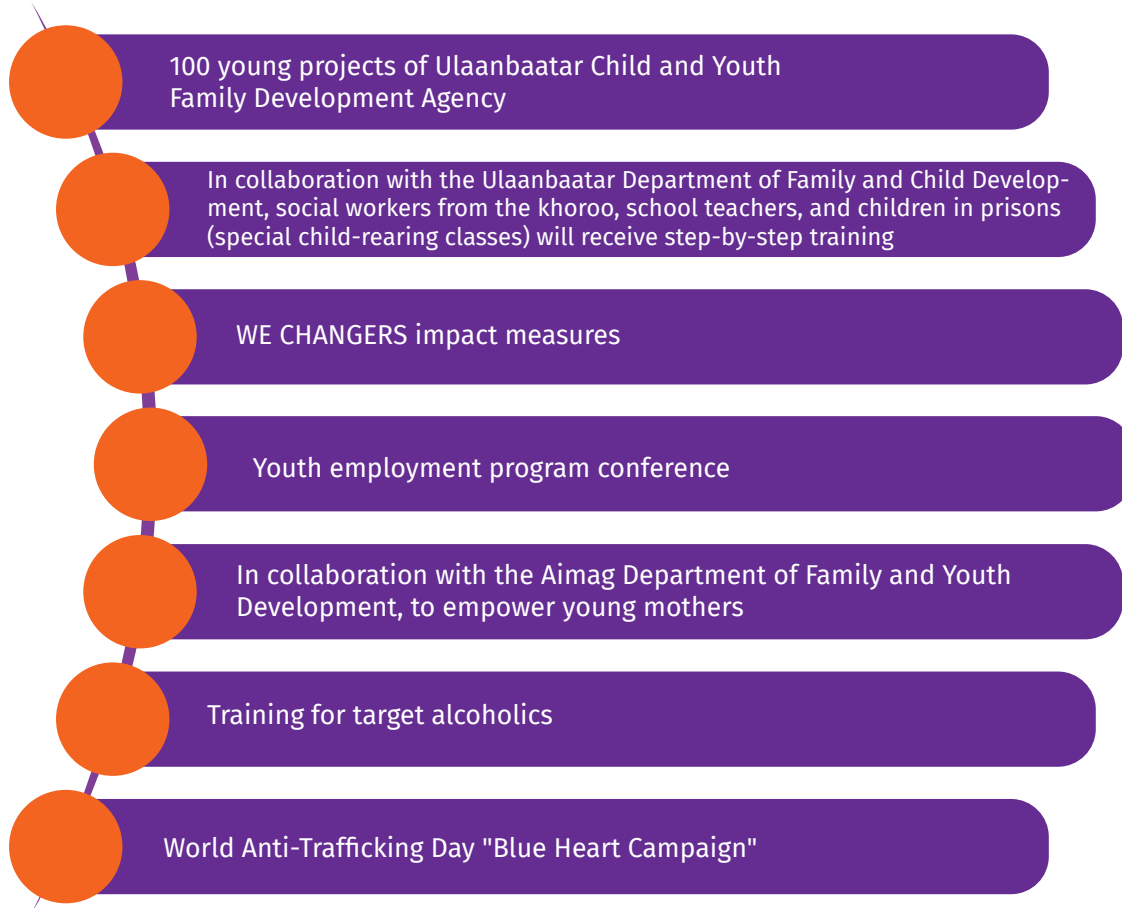 100 young projects of Ulaanbaatar Child and Youth
Family Development Agency
In collaboration with the Ulaanbaatar Department of Family and Child Develop-
ment, social workers from the khoroo, school teachers, and children in prisons
(special child-rearing classes) will receive step-by-step training
WE CHANGERS impact measures
Youth employment program conference
In collaboration with the Aimag Department of Family and Youth
Development, to empower young mothers
Training for target alcoholics
World Anti-Trafficking Day "Blue Heart Campaign"